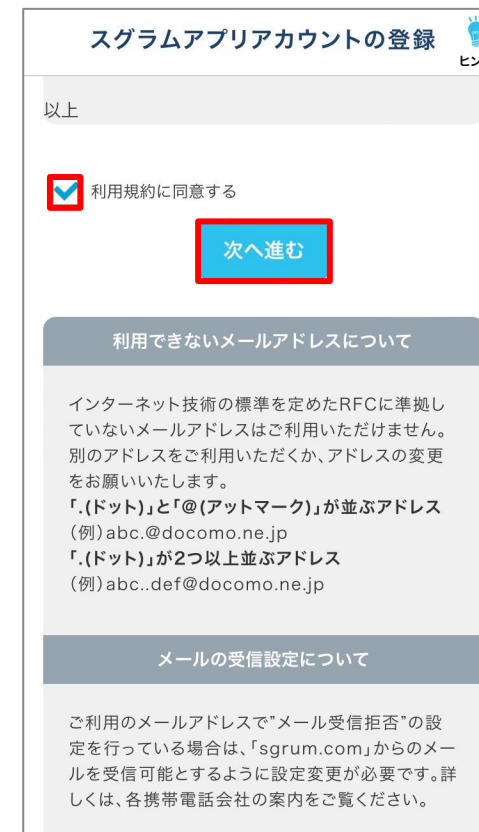 スグラムアプリアカウントの登録
以上
利用規約に同意する
次へ進む
利用できないメールアドレスについて
インターネット技術の標準を定めたRFCに準拠し
ていないメールアドレスはご利用いただけません。
別のアドレスをご利用いただくか、アドレスの変更
をお願いいたします。
「.(ドット)」と「@(アットマーク)」が並ぶアドレス
(例)abc.@docomo.ne.jp
「.(ドット)」が2つ以上並ぶアドレス
(例)abc..def@docomo.ne.jp
メールの受信設定について
ご利用のメールアドレスで"メール受信拒否"の設
定を行っている場合は、「sgrum.com」からのメー
ルを受信可能とするように設定変更が必要です。詳
しくは、各携帯電話会社の案内をご覧ください。